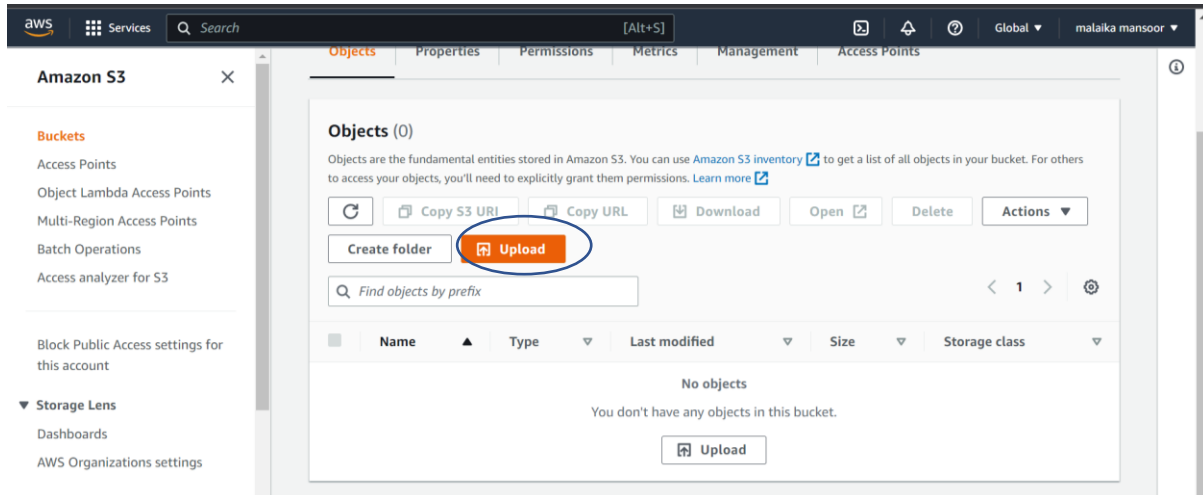 aws Services Search [Alt+S] Global malaika mansoor
Amazon S3
Buckets
Access Points
Object Lambda Access Points
Multi-Region Access Points
Batch Operations
Access analyzer for S3
Block Public Access settings for
this account
Storage Lens
Dashboards
AWS Organizations settings
Objects Properties Permissions Metrics Management Access Points
Objects (0)
Objects are the fundamental entities stored in Amazon S3. You can use Amazon S3 inventory to get a list of all objects in your bucket. For others
to access your objects, you'll need to explicitly grant them permissions. Learn more
Copy S3 URI Copy URL Download Open Delete Actions
Create folder Upload
Find objects by prefix 1
Name Type Last modified Size Storage class
No objects
You don't have any objects in this bucket.
Upload